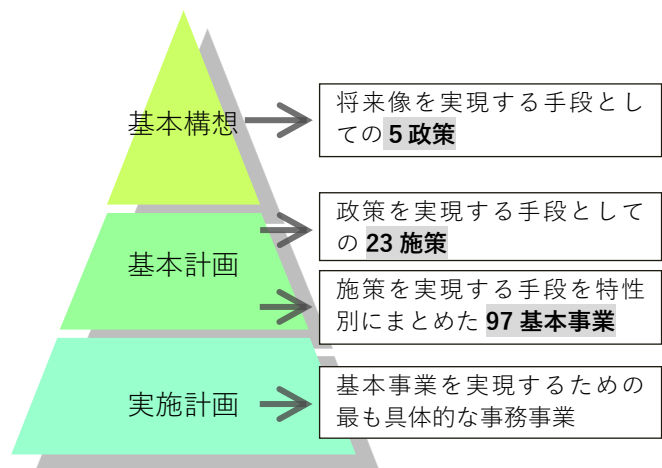 基本構想
将来像を実現する手段とし
ての 5 政策
基本計画
政策を実現する手段として
の 23 施策
施策を実現する手段を特性
別にまとめた 97 基本事業
実施計画
基本事業を実現するための
最も具体的な事務事業